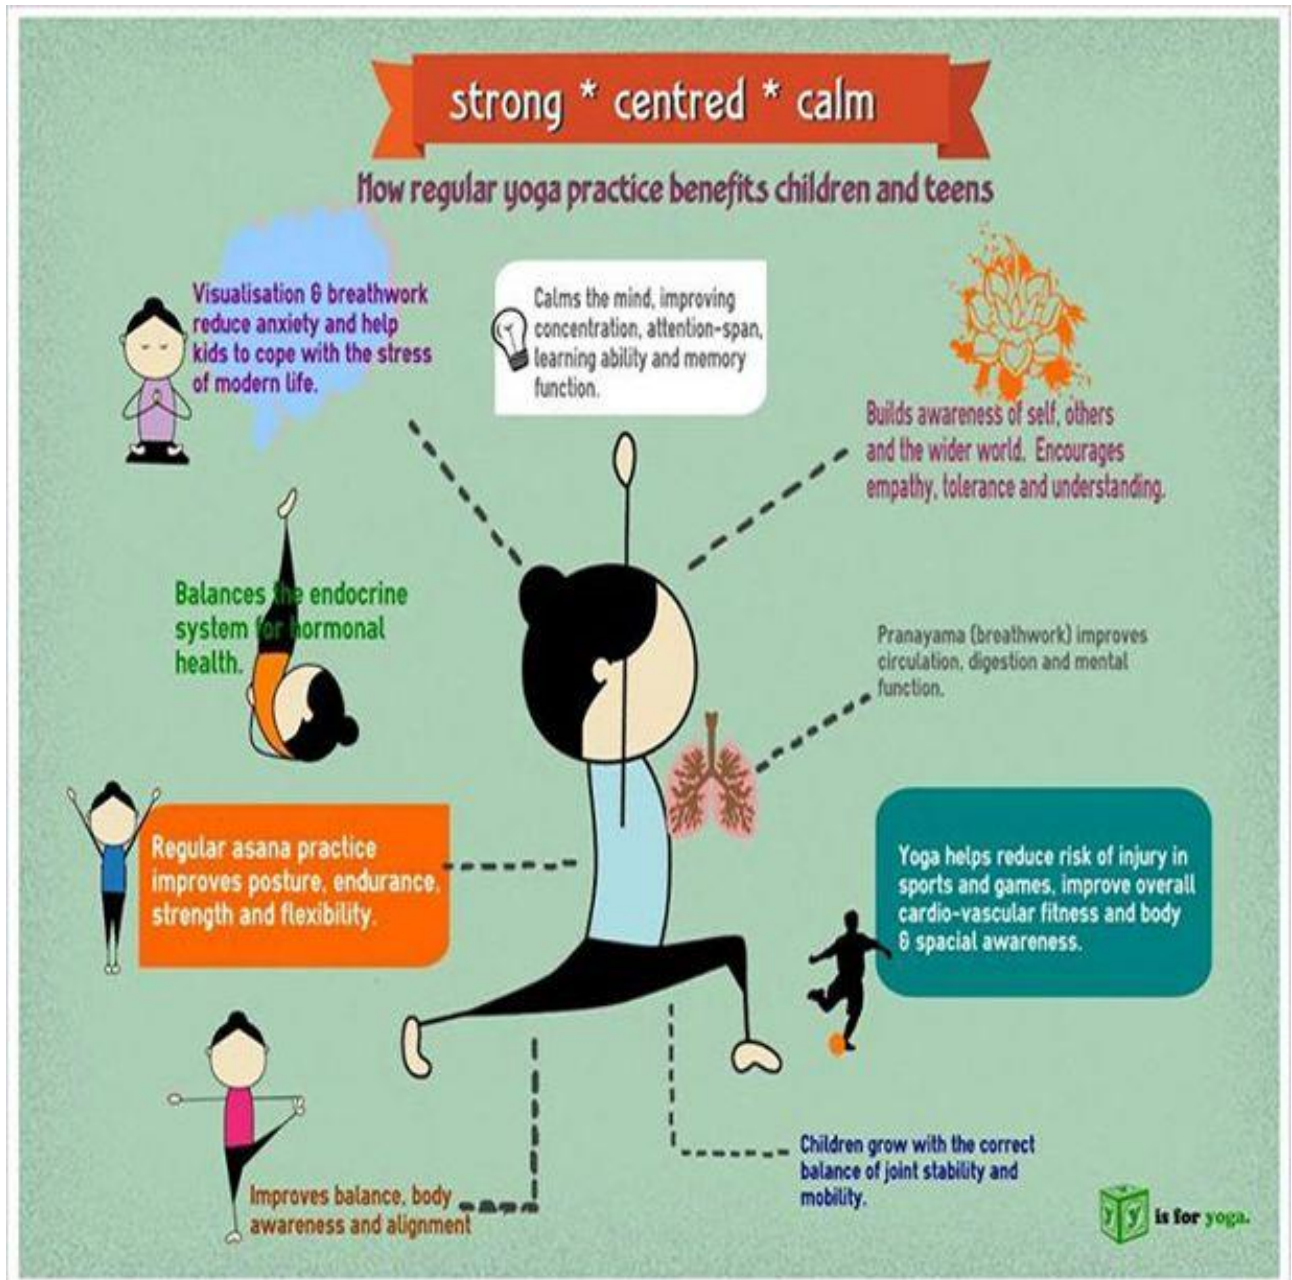 strong * centred * calm
How regular yoga practice benefits children and teens
Visualisation & breathwork
reduce anxiety and help
kids to cope with the stress
of modern life.
Calms the mind, improving
concentration, attention-span,
learning ability and memory
function.
Builds awareness of self, others
and the wider world. Encourages
empathy, tolerance and understanding.
Balances the endocrine
system for hormonal
health.
Pranayama (breathwork) improves
circulation, digestion and mental
function.
Regular asana practice
improves posture, endurance,
strength and flexibility.
Yoga helps reduce risk of injury in
sports and games, improve overall
cardio-vascular fitness and body
& spacial awareness.
Improves balance, body
awareness and alignment
Children grow with the correct
balance of joint stability and
mobility.
y y is for yoga.